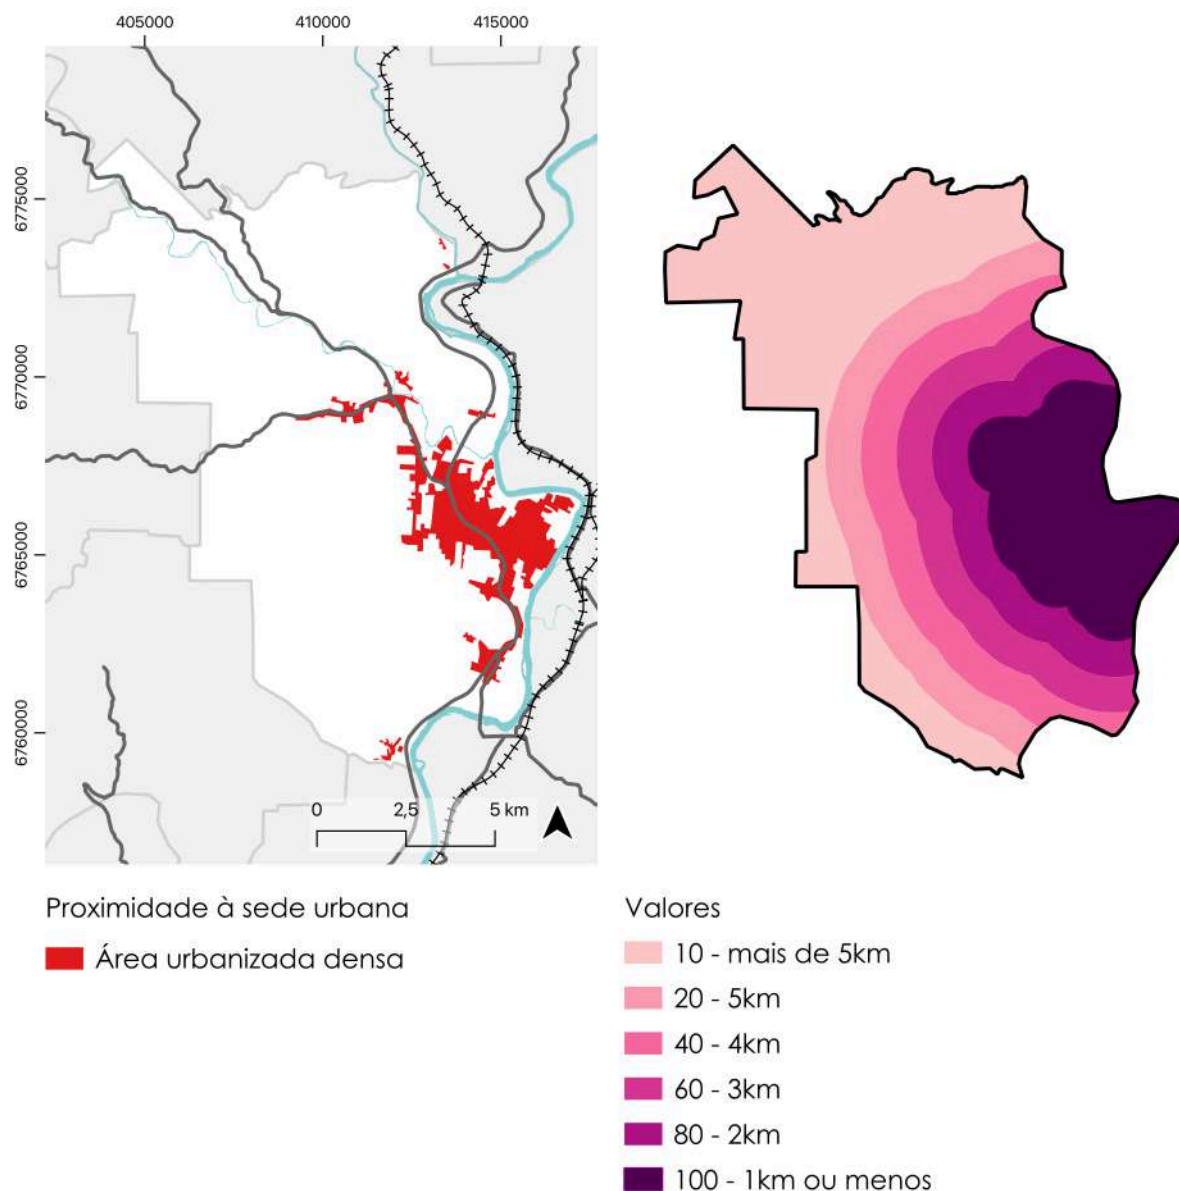 405000 410000 415000
6775000
6770000
6765000
6760000
0 2,5 5 km
Proximidade à sede urbana
Área urbanizada densa
Valores
10 - mais de 5km
20 - 5km
40 - 4km
60 - 3km
80 - 2km
100 - 1km ou menos